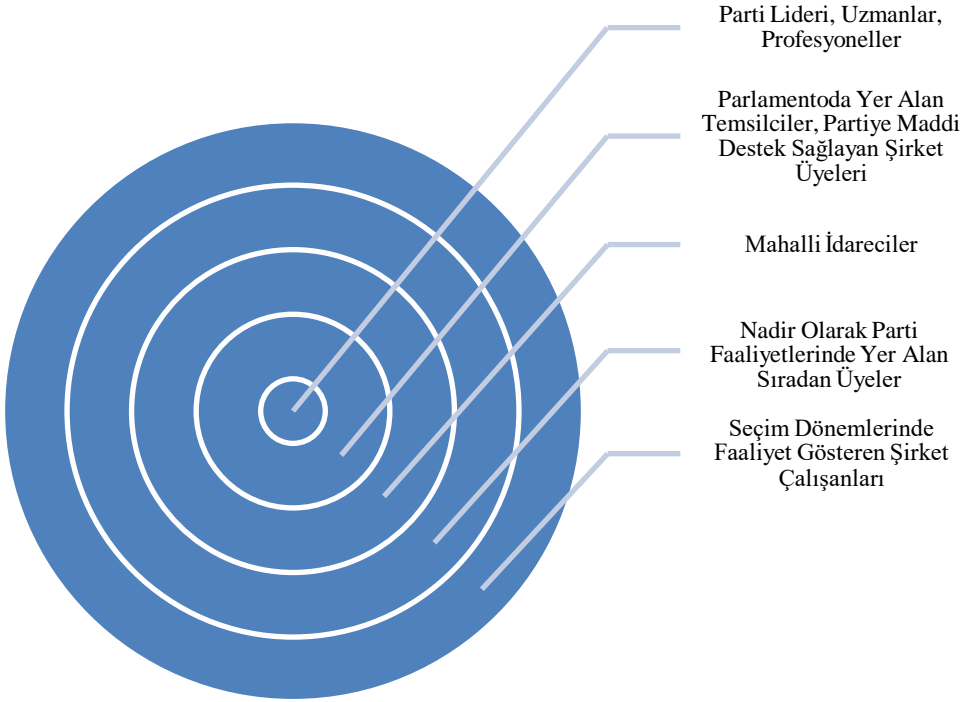 Parti Lideri, Uzmanlar,
Profesyoneller
Parlamentoda Yer Alan
Temsilciler, Partiye Maddi
Destek Sağlayan Şirket
Üyeleri
Mahalli İdareciler
Nadir Olarak Parti
Faaliyetlerinde Yer Alan
Sıradan Üyeler
Seçim Dönemlerinde
Faaliyet Gösteren Şirket
Çalışanları